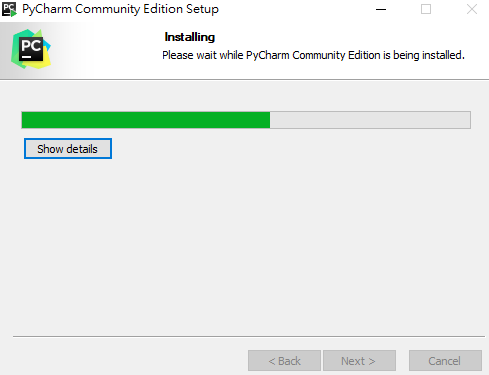 PC PyCharm Community Edition Setup
PC
Installing
Please wait while PyCharm Community Edition is being installed.
Show details
< Back Next > Cancel